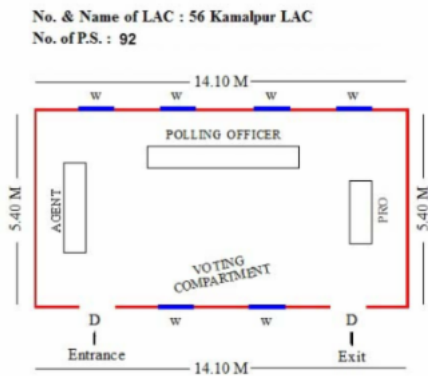 No. & Name of LAC : 56 Kamalpur LAC
No. of P.S. : 92
14.10 M
w w w w
POLLING OFFICER
5.40 M
AGENT
PRO
5.40 M
VOTING
COMPARTMENT
D w w D
Entrance Exit
14.10 M